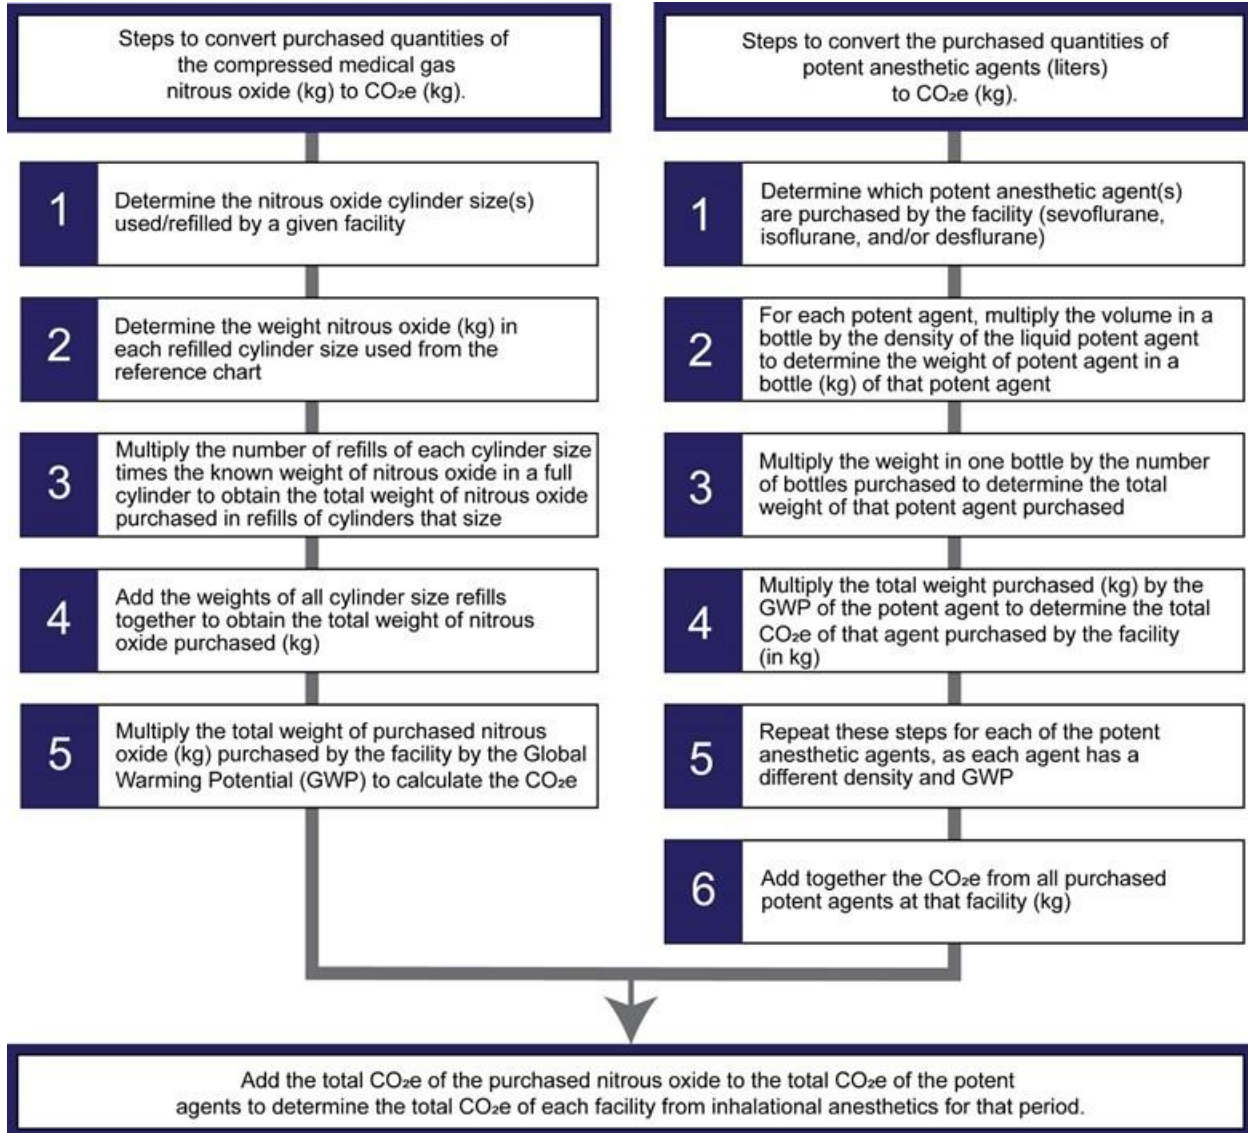 Steps to convert purchased quantities of
the compressed medical gas
nitrous oxide (kg) to CO₂e (kg).
1
Determine the nitrous oxide cylinder size(s)
used/refilled by a given facility
2
Determine the weight nitrous oxide (kg) in
each refilled cylinder size used from the
reference chart
3
Multiply the number of refills of each cylinder size
times the known weight of nitrous oxide in a full
cylinder to obtain the total weight of nitrous oxide
purchased in refills of cylinders that size
4
Add the weights of all cylinder size refills
together to obtain the total weight of nitrous
oxide purchased (kg)
5
Multiply the total weight of purchased nitrous
oxide (kg) purchased by the facility by the Global
Warming Potential (GWP) to calculate the CO₂e
Steps to convert the purchased quantities of
potent anesthetic agents (liters)
to CO₂e (kg).
1
Determine which potent anesthetic agent(s)
are purchased by the facility (sevoflurane,
isoflurane, and/or desflurane)
2
For each potent agent, multiply the volume in a
bottle by the density of the liquid potent agent
to determine the weight of potent agent in a
bottle (kg) of that potent agent
3
Multiply the weight in one bottle by the number
of bottles purchased to determine the total
weight of that potent agent purchased
4
Multiply the total weight purchased (kg) by the
GWP of the potent agent to determine the total
CO₂e of that agent purchased by the facility
(in kg)
5
Repeat these steps for each of the potent
anesthetic agents, as each agent has a
different density and GWP
6
Add together the CO₂e from all purchased
potent agents at that facility (kg)
Add the total CO₂e of the purchased nitrous oxide to the total CO₂e of the potent
agents to determine the total CO₂e of each facility from inhalational anesthetics for that period.